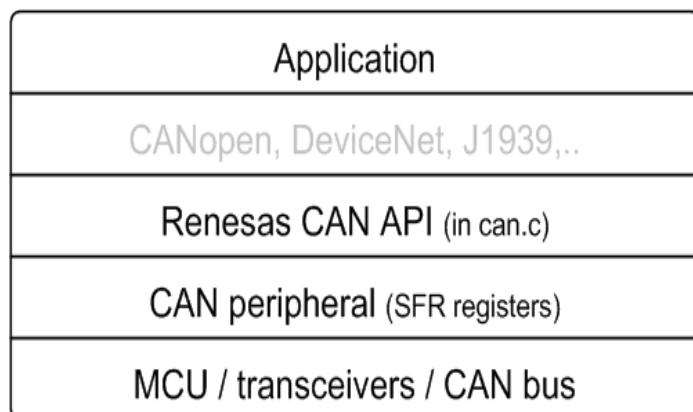 Application
CANopen, DeviceNet, J1939,..
Renesas CAN API (in can.c)
CAN peripheral (SFR registers)
MCU / transceivers / CAN bus